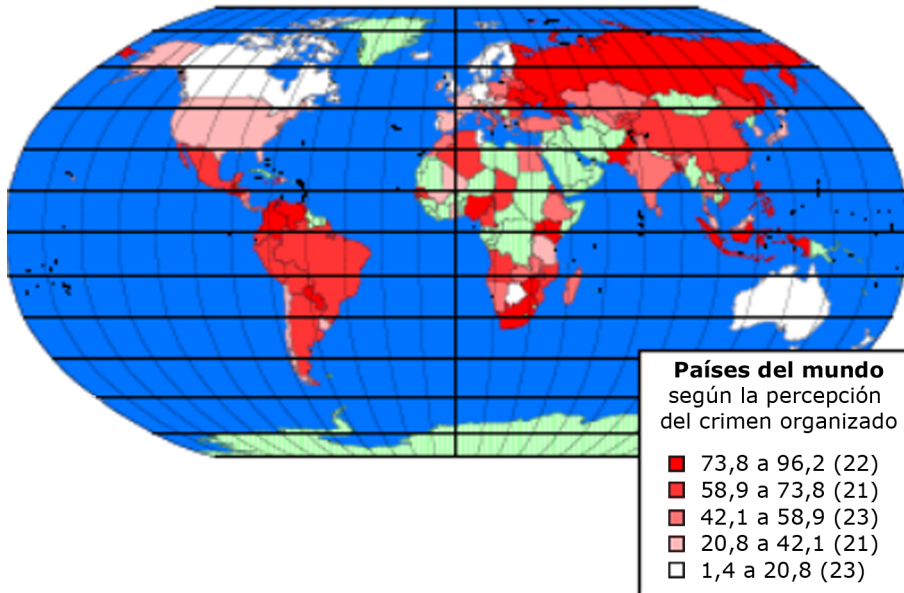 Países del mundo
según la percepción
del crimen organizado
73,8 a 96,2 (22)
58,9 a 73,8 (21)
42,1 a 58,9 (23)
20,8 a 42,1 (21)
1,4 a 20,8 (23)